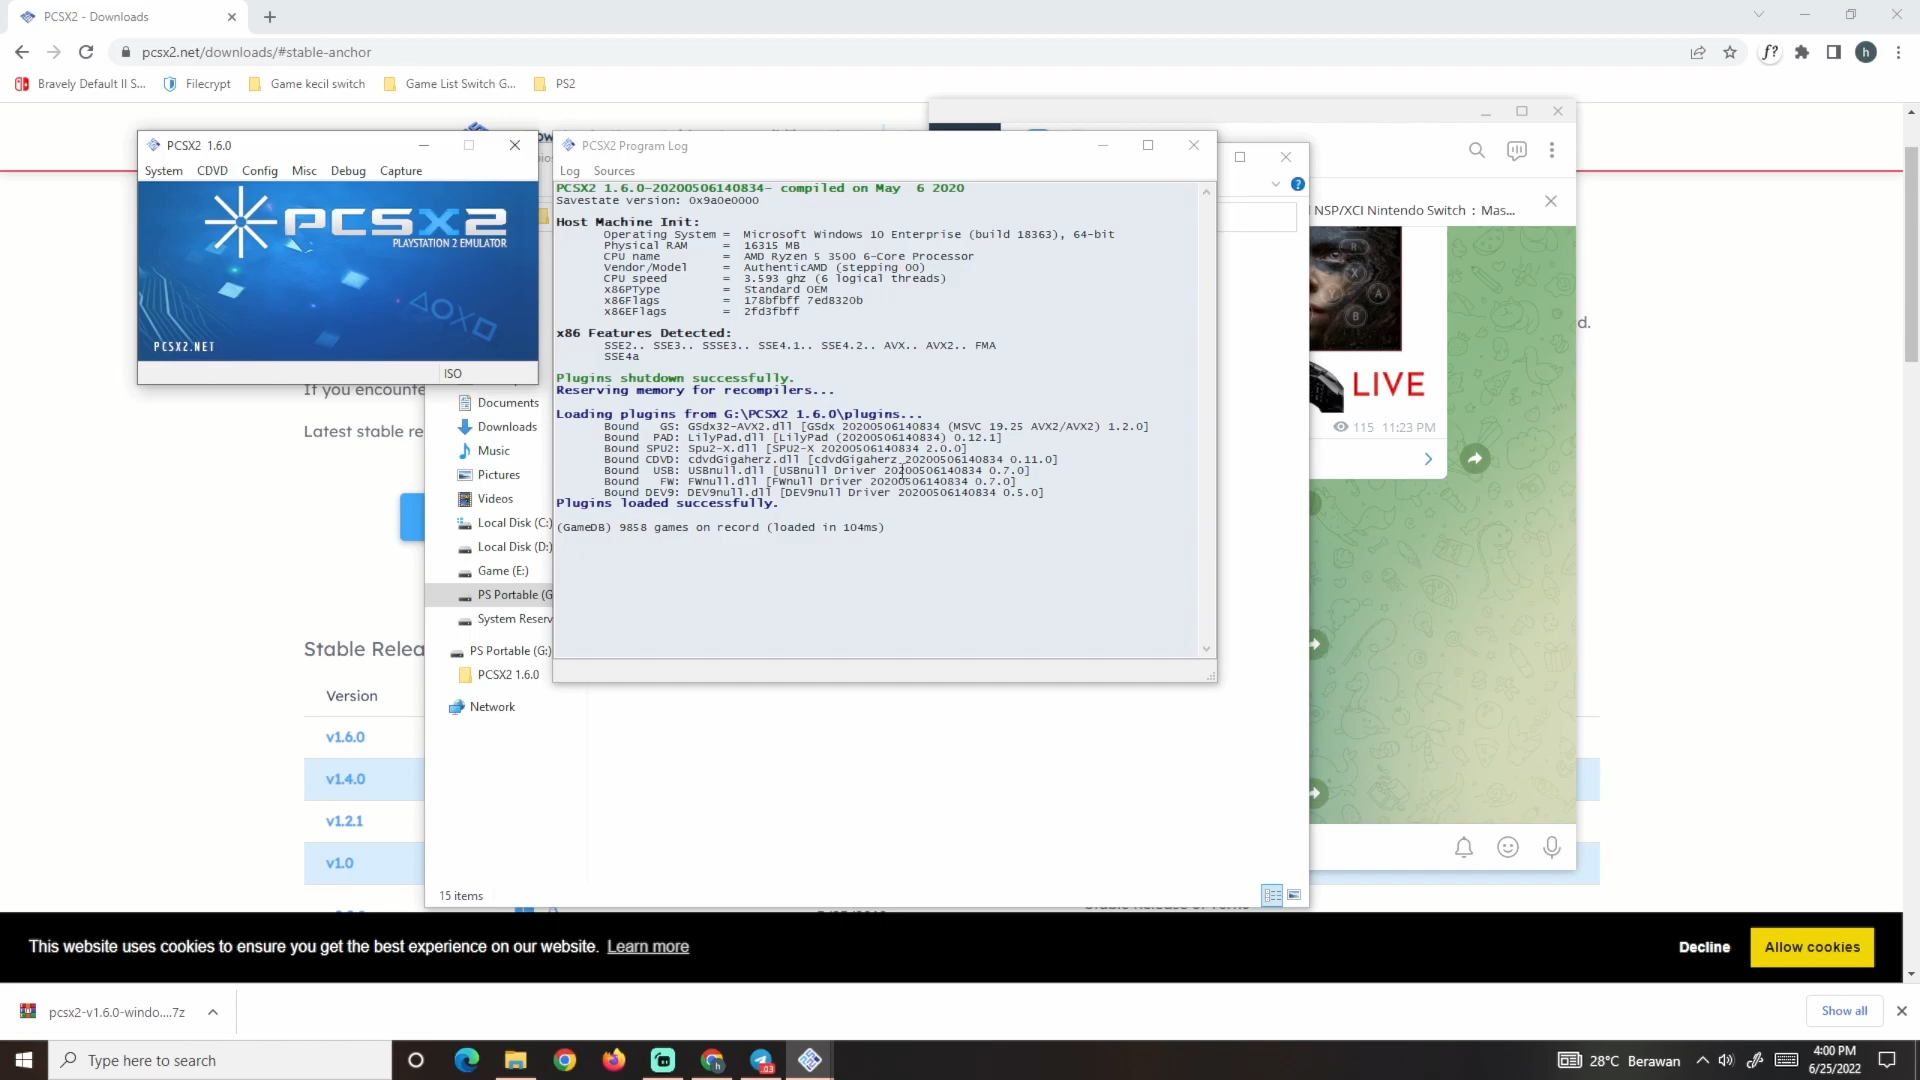 PCSX2 - Downloads
pcsx2.net/downloads/#stable-anchor
f?
h
Bravely Default II S...
Filecrypt
Game kecil switch
Game List Switch G...
PS2
PCSX2 1.6.0
System CDVD Config Misc Debug Capture
PCSX2
PLAYSTATION 2 EMULATOR
PCSX2.NET
ISO
PCSX2 Program Log
Log Sources
PCSX2 1.6.0-20200506140834- compiled on May  6 2020
Savestate version: 0x9a0e0000
Host Machine Init:
Operating System = Microsoft Windows 10 Enterprise (build 18363), 64-bit
Physical RAM = 16315 MB
CPU name = AMD Ryzen 5 3500 6-Core Processor
Vendor/Model = AuthenticAMD (stepping 00)
CPU speed = 3.593 ghz (6 logical threads)
x86PType = Standard OEM
x86Flags = 178bfbff 7ed8320b
x86EFlags = 2fd3fbff
x86 Features Detected:
SSE2.. SSE3.. SSSE3.. SSE4.1.. SSE4.2.. AVX.. AVX2.. FMA
SSE4a
Plugins shutdown successfully.
Reserving memory for recompilers...
Loading plugins from G:\PCSX2 1.6.0\plugins...
Bound GS: GSdx32-AVX2.dll [GSdx 20200506140834 (MSVC 19.25 AVX2/AVX2) 1.2.0]
Bound PAD: LilyPad.dll [LilyPad (20200506140834) 0.12.1]
Bound SPU2: Spu2-X.dll [SPU2-X 20200506140834 2.0.0]
Bound CDVD: cdvdGigaherz.dll [cdvdGigaherz 20200506140834 0.11.0]
Bound USB: USBnull.dll [USBnull Driver 20200506140834 0.7.0]
Bound FW: FWnull.dll [FWnull Driver 20200506140834 0.7.0]
Bound DEV9: DEV9null.dll [DEV9null Driver 20200506140834 0.5.0]
Plugins loaded successfully.
(GameDB) 9858 games on record (loaded in 104ms)
NSP/XCI Nintendo Switch : Mas...
R
X
Y
A
B
LIVE
115 11:23 PM
d.
If you encounte
Latest stable re
Stable Relea
Version
v1.6.0
v1.4.0
v1.2.1
v1.0
Documents
Downloads
Music
Pictures
Videos
Local Disk (C:)
Local Disk (D:)
Game (E:)
PS Portable (G
System Reserv
PS Portable (G:)
PCSX2 1.6.0
Network
15 items
This website uses cookies to ensure you get the best experience on our website. Learn more
Decline
Allow cookies
pcsx2-v1.6.0-windo....7z
Show all
Type here to search
.03
28°C Berawan
4:00 PM
6/25/2022